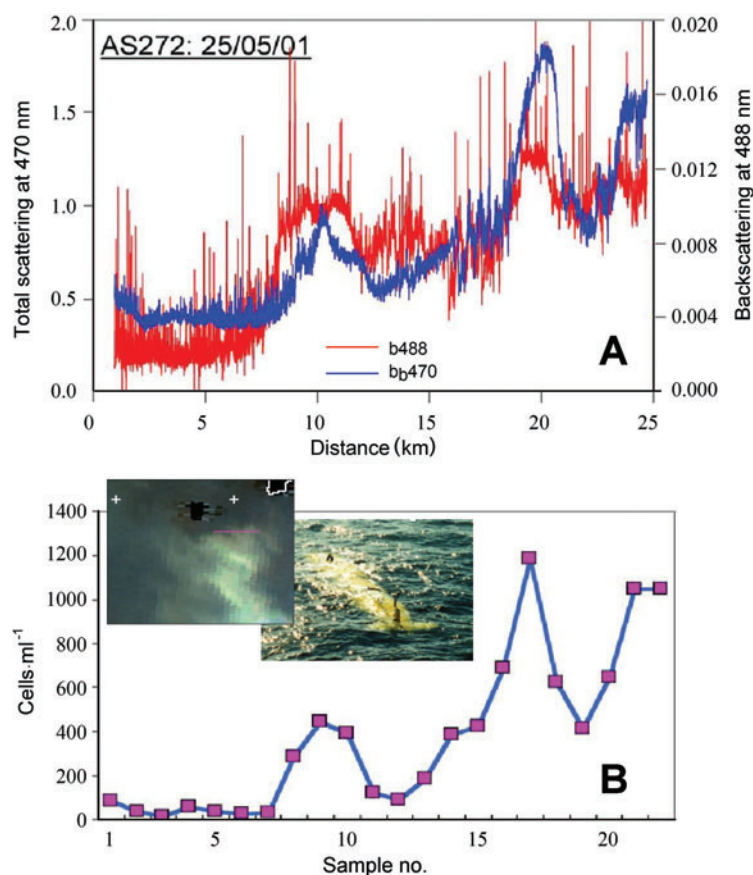 AS272: 25/05/01
Total scattering at 470 nm
2.0
1.5
1.0
0.5
0.0
Backscattering at 488 nm
0.020
0.016
0.012
0.008
0.004
0.000
b488
bb470
A
0 5 10 15 20 25
Distance (km)
Cells·ml-1
1400
1200
1000
800
600
400
200
0
B
1 5 10 15 20
Sample no.